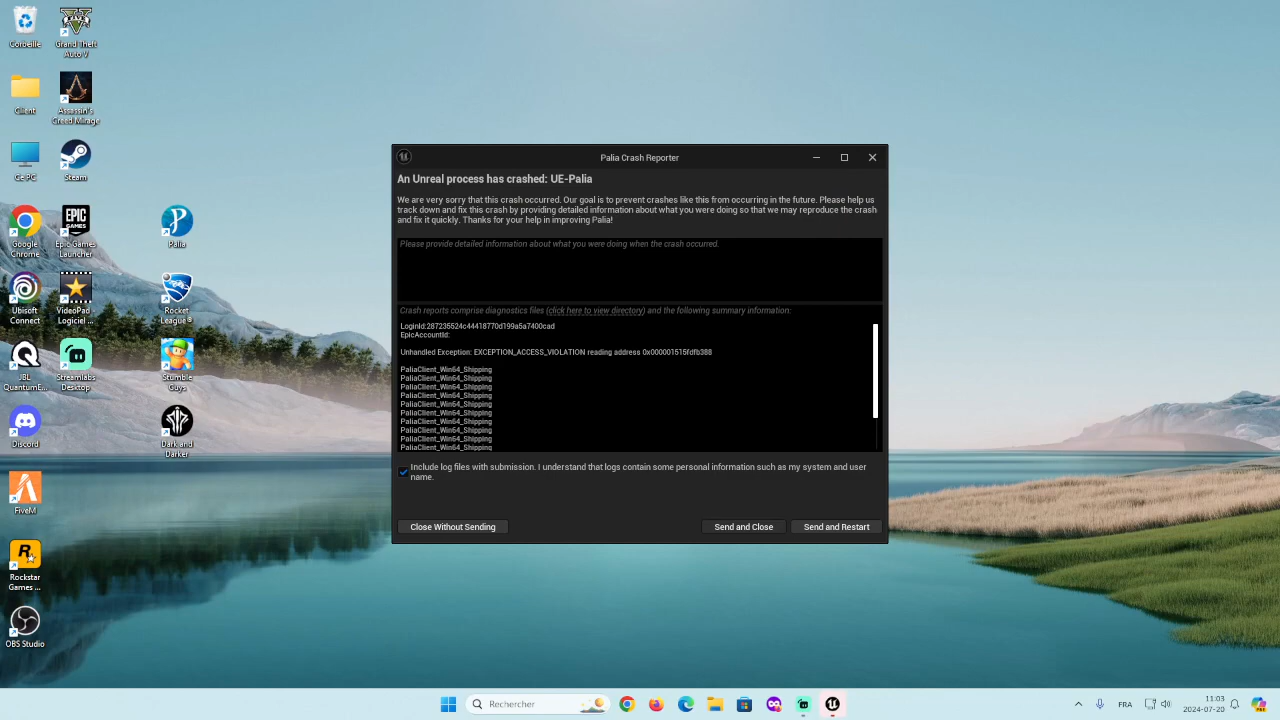 Corbeille
Grand Theft
Auto V
Client
Assassin's
Creed Mirage
Ce PC
Steam
Google
Chrome
Epic Games
Launcher
Palia
Ubisoft
Connect
VideoPad
Logiciel ...
Rocket
League®
JBL
QuantumE...
Streamlabs
Desktop
Stumble
Guys
Discord
Dark and
Darker
FiveM
Rockstar
Games ...
OBS Studio
Palia Crash Reporter
An Unreal process has crashed: UE-Palia
We are very sorry that this crash occurred. Our goal is to prevent crashes like this from occurring in the future. Please help us
track down and fix this crash by providing detailed information about what you were doing so that we may reproduce the crash
and fix it quickly. Thanks for your help in improving Palia!
Please provide detailed information about what you were doing when the crash occurred.
Crash reports comprise diagnostics files (click here to view directory) and the following summary information:
LoginId:287235524c44418770d199a5a7400cad
EpicAccountId:
Unhandled Exception: EXCEPTION_ACCESS_VIOLATION reading address 0x000001515fdfb388
PaliaClient_Win64_Shipping
PaliaClient_Win64_Shipping
PaliaClient_Win64_Shipping
PaliaClient_Win64_Shipping
PaliaClient_Win64_Shipping
PaliaClient_Win64_Shipping
PaliaClient_Win64_Shipping
PaliaClient_Win64_Shipping
PaliaClient_Win64_Shipping
PaliaClient_Win64_Shipping
Include log files with submission. I understand that logs contain some personal information such as my system and user
name.
Close Without Sending
Send and Close
Send and Restart
Rechercher
FRA
11:03
2024-07-20